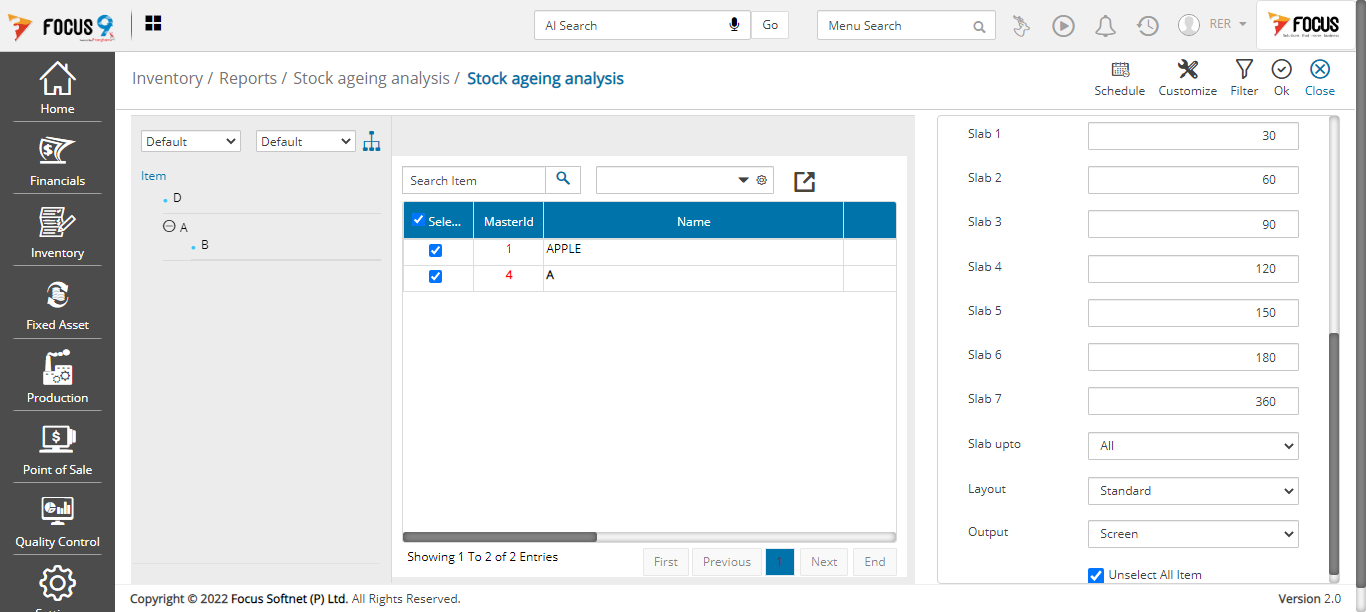 FOCUS 9
AI Search
Go
Menu Search
RER
FOCUS
Home
Financials
Inventory
Fixed Asset
Production
Point of Sale
Quality Control
Inventory / Reports / Stock ageing analysis / Stock ageing analysis
Schedule
Customize
Filter
Ok
Close
Default
Default
Item
D
A
B
Search Item
Sele... MasterId Name
1 APPLE
4 A
Showing 1 To 2 of 2 Entries
First Previous 1 Next End
Slab 1 30
Slab 2 60
Slab 3 90
Slab 4 120
Slab 5 150
Slab 6 180
Slab 7 360
Slab upto All
Layout Standard
Output Screen
Unselect All Item
Copyright © 2022 Focus Softnet (P) Ltd. All Rights Reserved.
Version 2.0